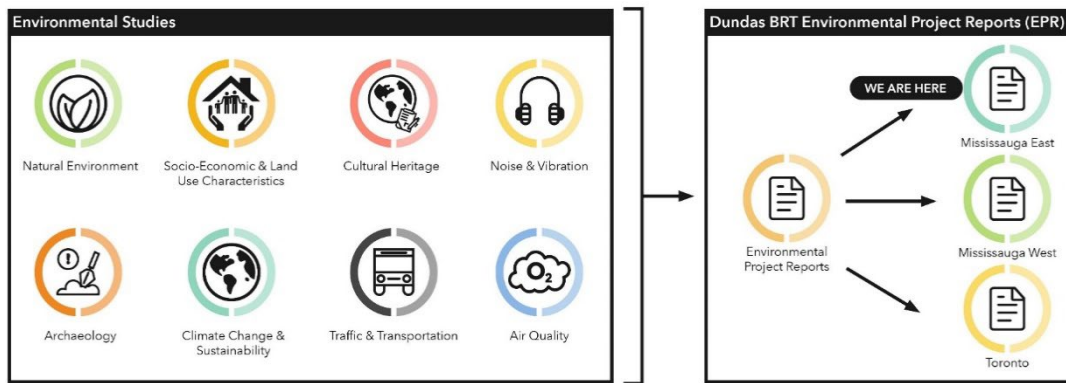 Environmental Studies
Natural Environment
Socio-Economic & Land
Use Characteristics
Cultural Heritage
Noise & Vibration
Archaeology
Climate Change &
Sustainability
Traffic & Transportation
O2
Air Quality
Dundas BRT Environmental Project Reports (EPR)
WE ARE HERE
Mississauga East
Environmental
Project Reports
Mississauga West
Toronto